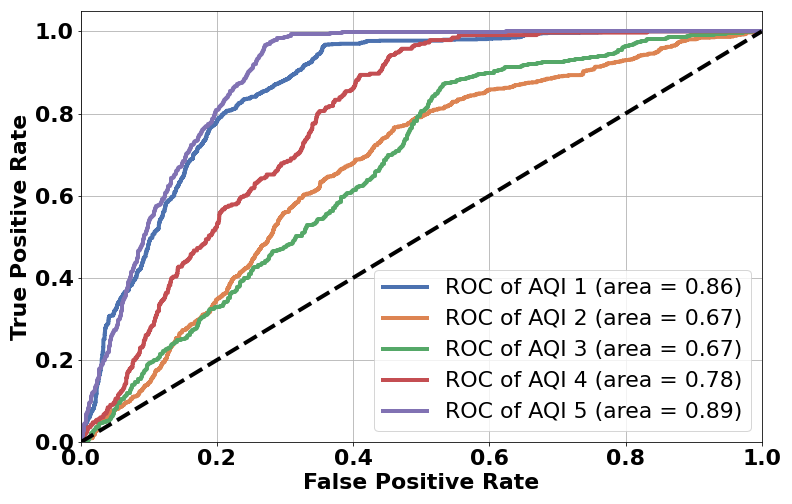 1.0
0.8
0.6
0.4
0.2
0.0
True Positive Rate
ROC of AQI 1 (area = 0.86)
ROC of AQI 2 (area = 0.67)
ROC of AQI 3 (area = 0.67)
ROC of AQI 4 (area = 0.78)
ROC of AQI 5 (area = 0.89)
0.0 0.2 0.4 0.6 0.8 1.0
False Positive Rate